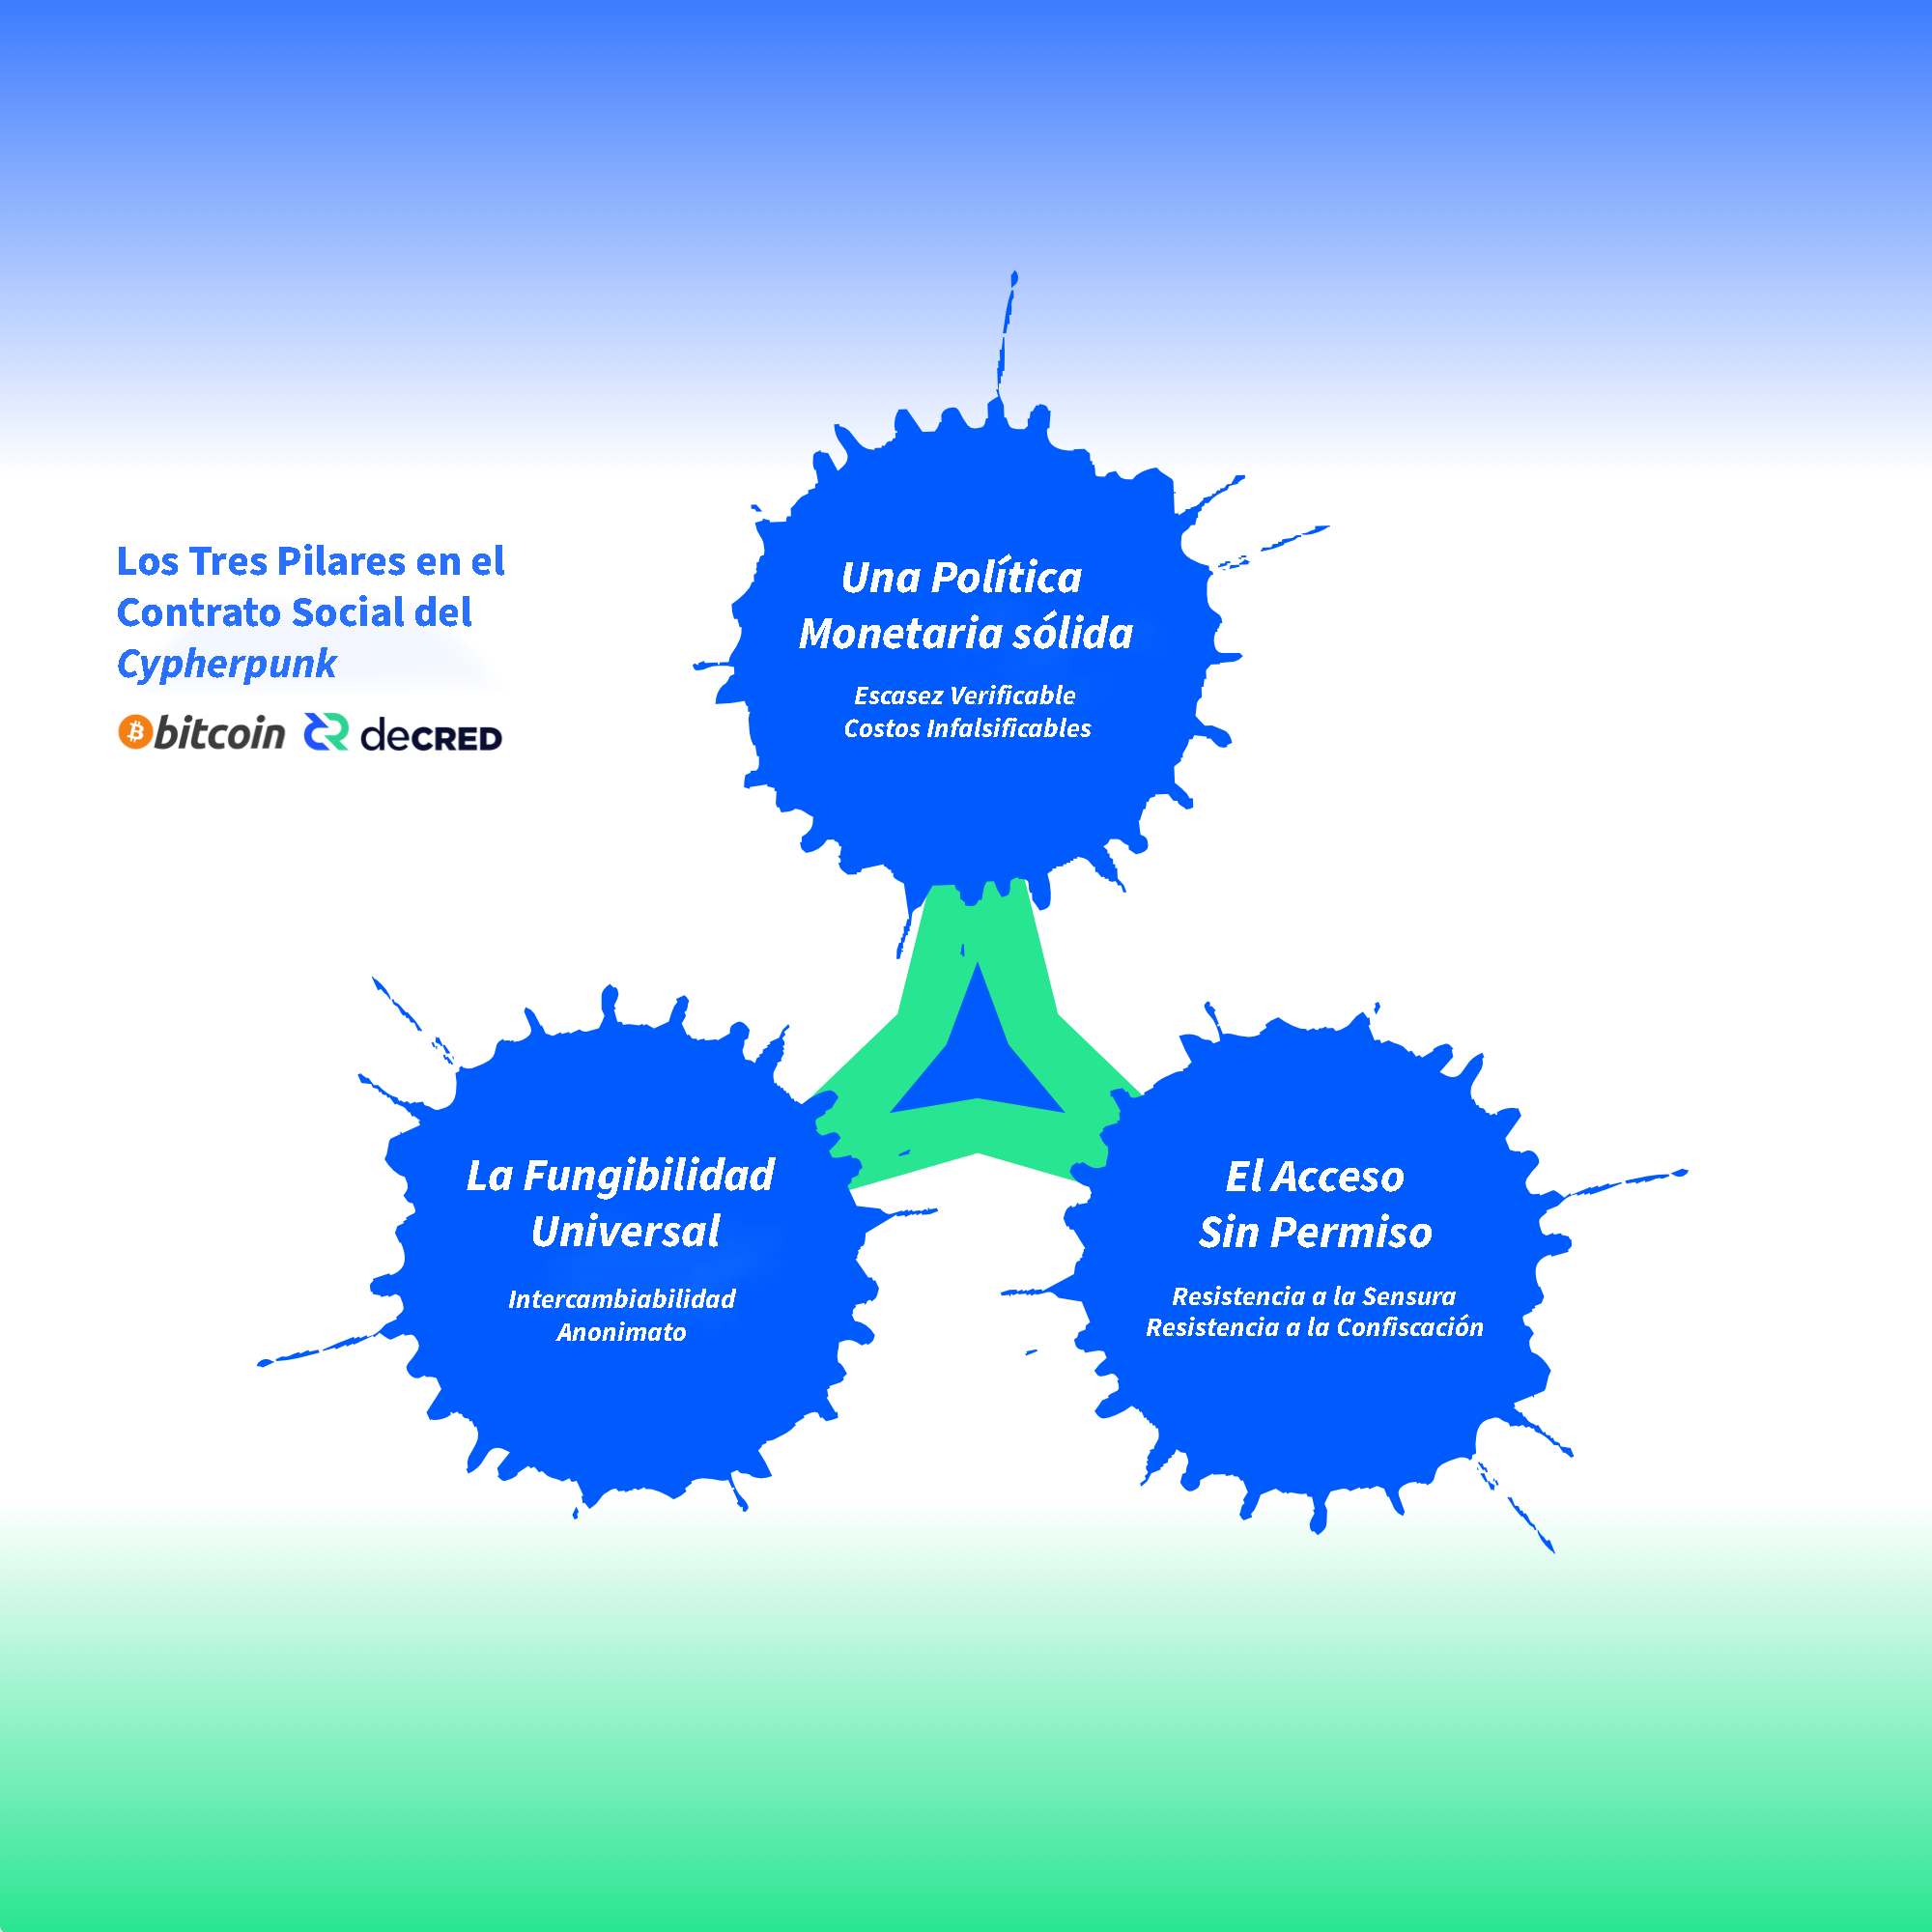 Los Tres Pilares en el
Contrato Social del
Cypherpunk
bitcoin decred
Una Política
Monetaria sólida
Escasez Verificable
Costos Infalsificables
La Fungibilidad
Universal
Intercambiabilidad
Anonimato
El Acceso
Sin Permiso
Resistencia a la Sensura
Resistencia a la Confiscación